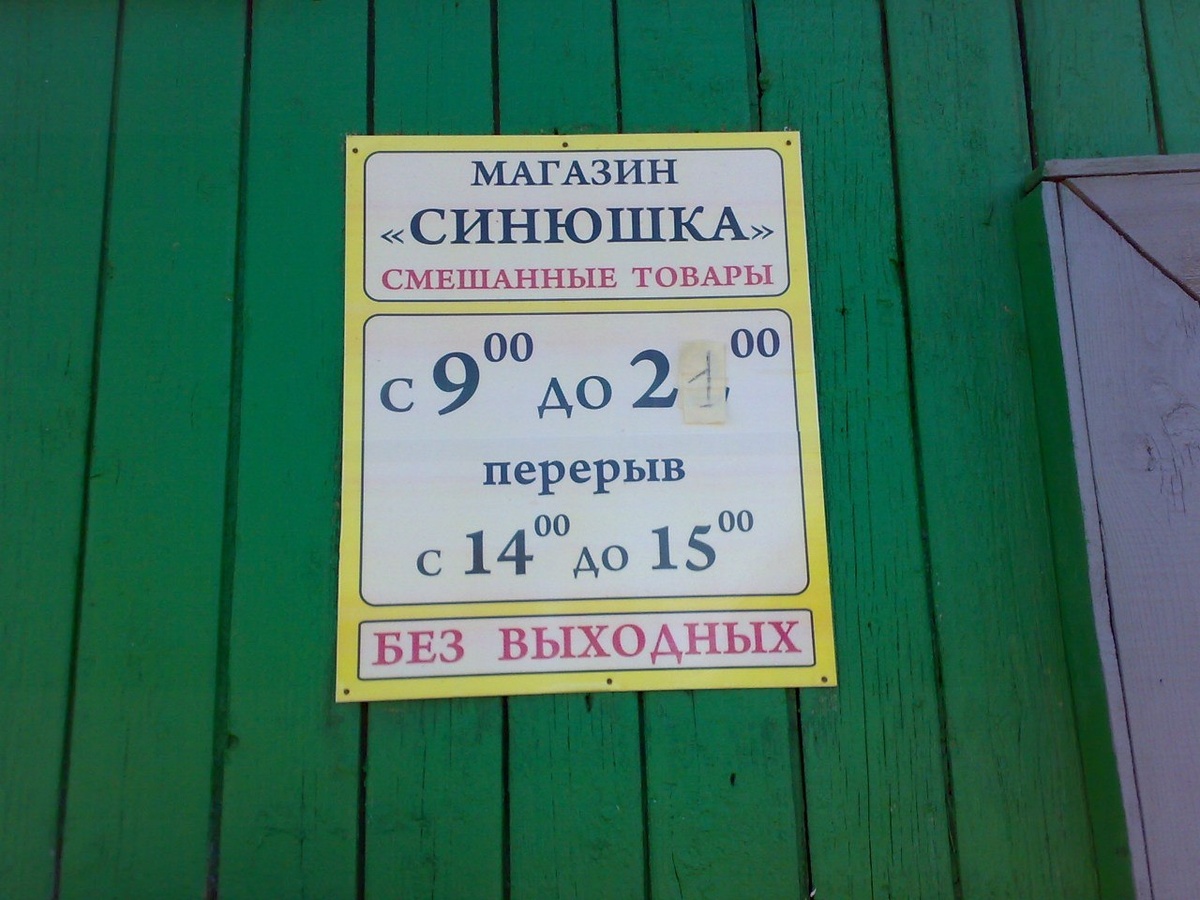 МАГАЗИН
«СИНЮШКА»
СМЕШАННЫЕ ТОВАРЫ
С 9⁰⁰ ДО 21⁰⁰
перерыв
С 14⁰⁰ ДО 15⁰⁰
БЕЗ ВЫХОДНЫХ